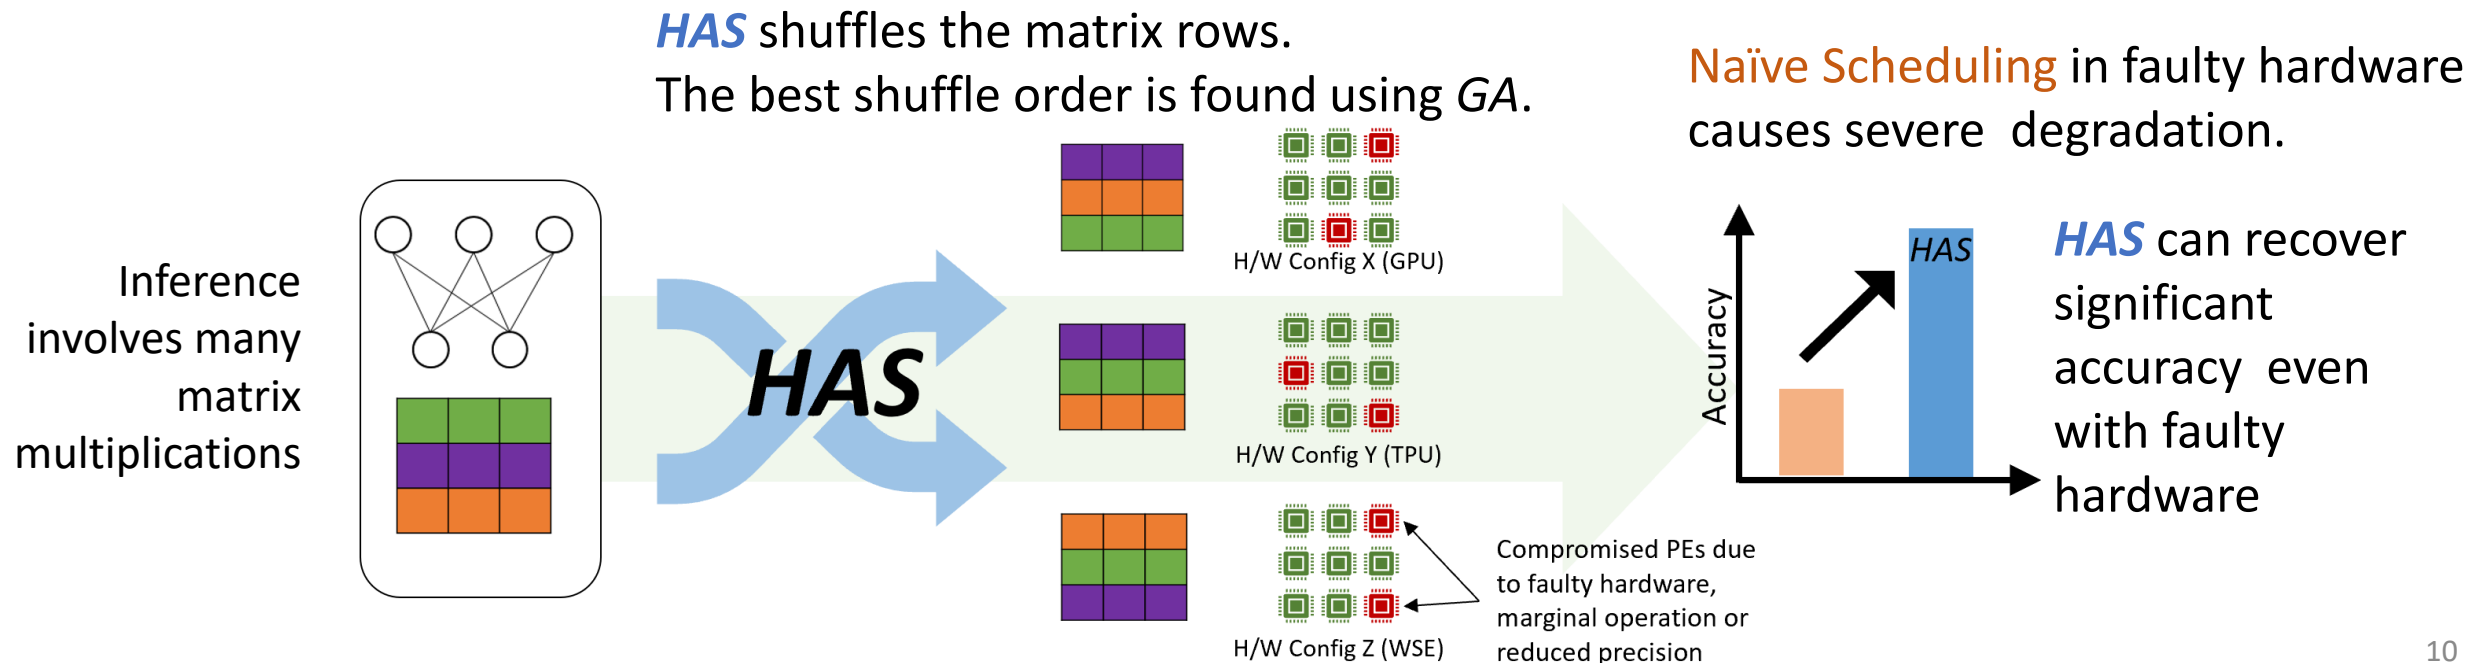 HAS shuffles the matrix rows.
The best shuffle order is found using GA.
Naïve Scheduling in faulty hardware
causes severe degradation.
Inference
involves many
matrix
multiplications
HAS
H/W Config X (GPU)
H/W Config Y (TPU)
H/W Config Z (WSE)
Compromised PEs due
to faulty hardware,
marginal operation or
reduced precision
Accuracy
HAS
HAS can recover
significant
accuracy even
with faulty
hardware
10